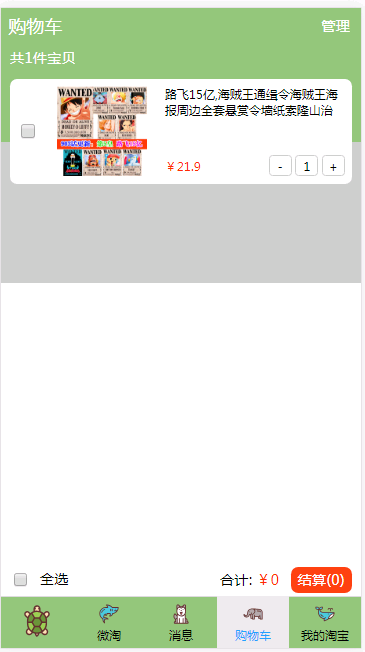 购物车 管理
共1件宝贝
路飞15亿,海贼王通缉令海贼王海
报周边全套悬赏令墙纸索隆山治
WANTED WANTED WANTED
WANTED WANTED
￥21.9 - 1 +
全选 合计: ￥0 结算(0)
微淘 消息 购物车 我的淘宝